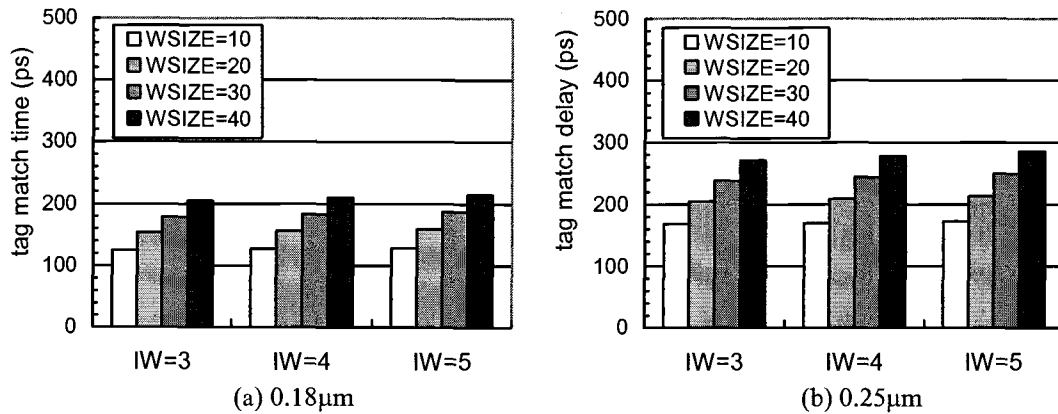 tag match time (ps)
500
400
300
200
100
0
WSIZE=10
WSIZE=20
WSIZE=30
WSIZE=40
IW=3
IW=4
IW=5
(a) 0.18μm
tag match delay (ps)
500
400
300
200
100
0
WSIZE=10
WSIZE=20
WSIZE=30
WSIZE=40
IW=3
IW=4
IW=5
(b) 0.25μm